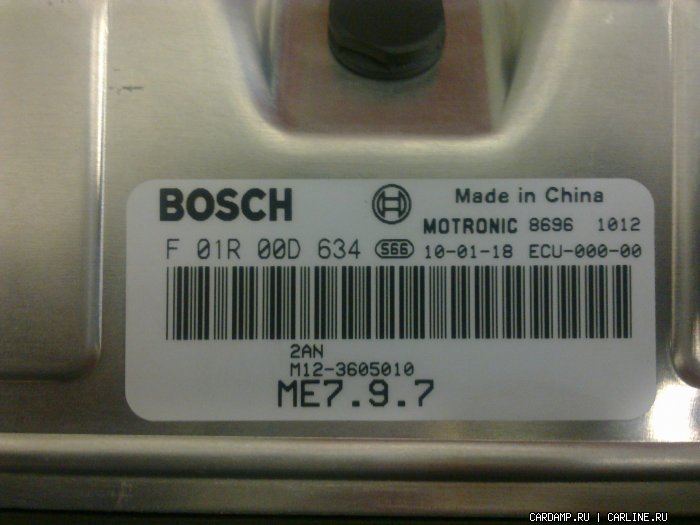 BOSCH
Made in China
MOTRONIC 8696 1012
F 01R 00D 634 S66 10-01-18 ECU-000-00
2AN
M12-3605010
ME7.9.7
CARDAMP.RU | CARLINE.RU